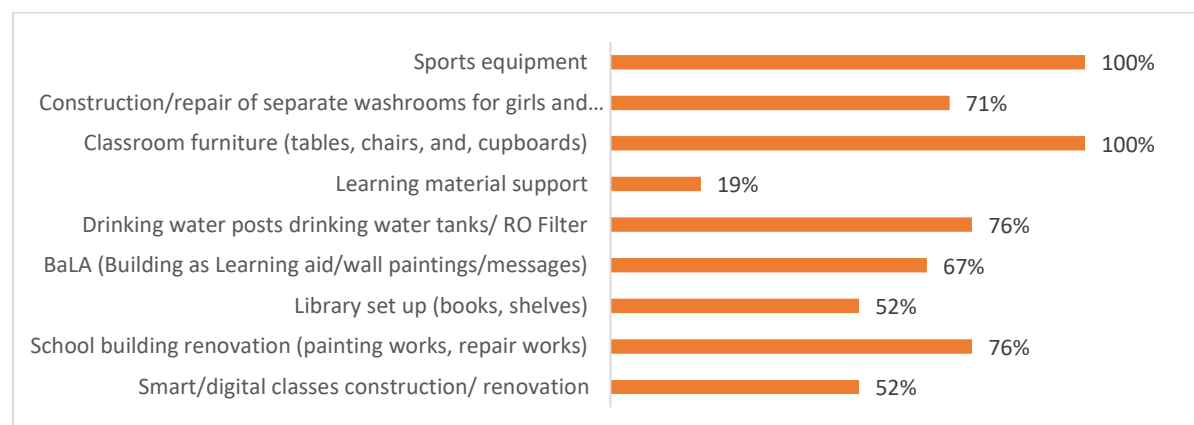 Sports equipment 100%
Construction/repair of separate washrooms for girls and... 71%
Classroom furniture (tables, chairs, and, cupboards) 100%
Learning material support 19%
Drinking water posts drinking water tanks/ RO Filter 76%
BaLA (Building as Learning aid/wall paintings/messages) 67%
Library set up (books, shelves) 52%
School building renovation (painting works, repair works) 76%
Smart/digital classes construction/ renovation 52%